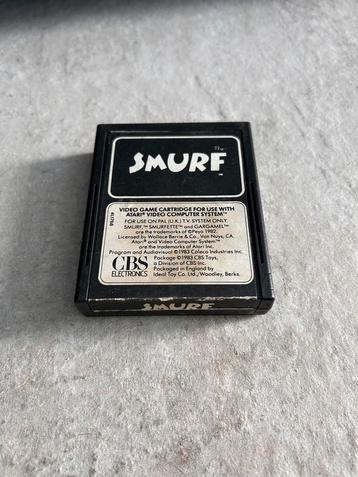 SMURF
TM
VIDEO GAME CARTRIDGE FOR USE WITH
ATARI® VIDEO COMPUTER SYSTEM™
FOR USE ON PAL (U.K.) T.V. SYSTEM ONLY.
SMURF,™ SMURFETTE™ and GARGAMEL™
are the trademarks of ©Peyo 1982.
Licensed by Wallace Berrie & Co., Van Nuys, CA.
Atari® and Video Computer System™
are trademarks of Atari Inc.
Program and Audiovisual ©1983 Coleco Industries Inc.
Package ©1983 CBS Toys,
a Division of CBS Inc.
Packaged in England by
Ideal Toy Co. Ltd., Woodley, Berks.
CBS
ELECTRONICS
SMURF